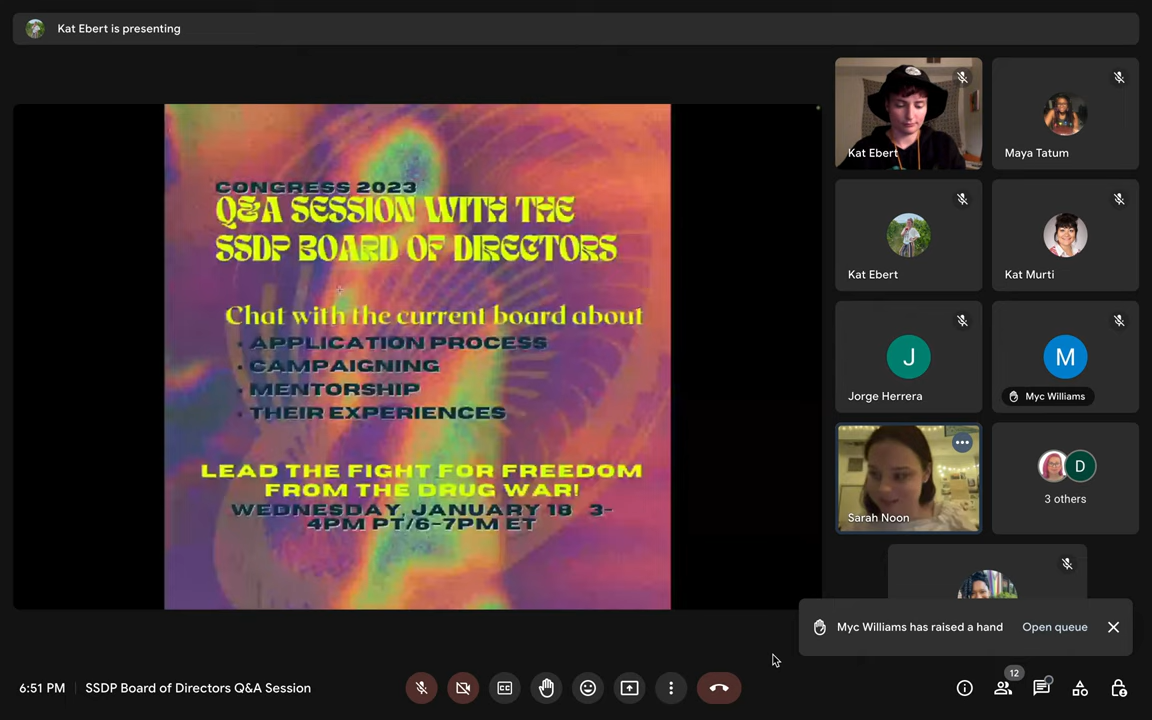 Kat Ebert is presenting
CONGRESS 2023
Q&A SESSION WITH THE
SSDP BOARD OF DIRECTORS
Chat with the current board about
· APPLICATION PROCESS
· CAMPAIGNING
· MENTORSHIP
· THEIR EXPERIENCES
LEAD THE FIGHT FOR FREEDOM
FROM THE DRUG WAR!
WEDNESDAY, JANUARY 18 3-
4PM PT/6-7PM ET
Kat Ebert
Maya Tatum
Kat Ebert
Kat Murti
J
Jorge Herrera
M
Myc Williams
Sarah Noon
D
3 others
Myc Williams has raised a hand
Open queue
6:51 PM
SSDP Board of Directors Q&A Session
CC
12